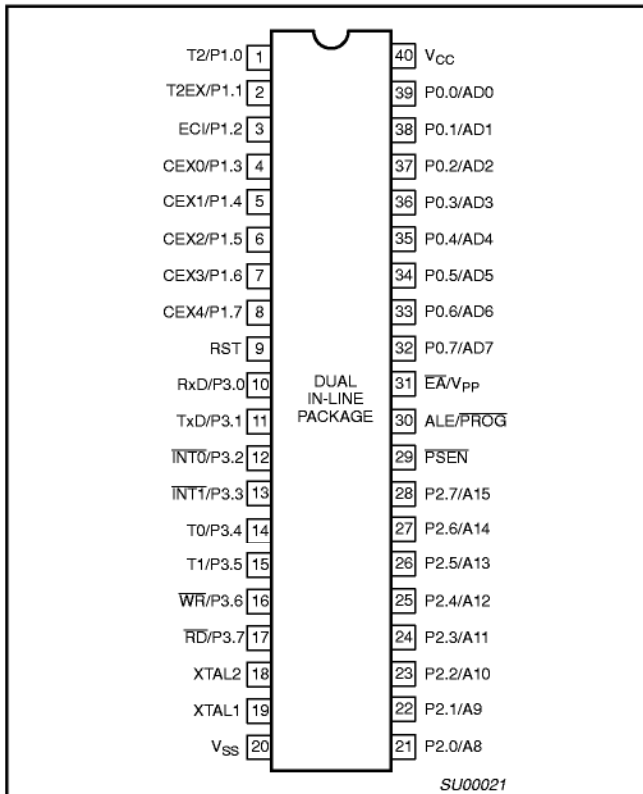 T2/P1.0 1
T2EX/P1.1 2
ECI/P1.2 3
CEX0/P1.3 4
CEX1/P1.4 5
CEX2/P1.5 6
CEX3/P1.6 7
CEX4/P1.7 8
RST 9
RxD/P3.0 10
TxD/P3.1 11
INT0/P3.2 12
INT1/P3.3 13
T0/P3.4 14
T1/P3.5 15
WR/P3.6 16
RD/P3.7 17
XTAL2 18
XTAL1 19
VSS 20
DUAL
IN-LINE
PACKAGE
40 VCC
39 P0.0/AD0
38 P0.1/AD1
37 P0.2/AD2
36 P0.3/AD3
35 P0.4/AD4
34 P0.5/AD5
33 P0.6/AD6
32 P0.7/AD7
31 EA/VPP
30 ALE/PROG
29 PSEN
28 P2.7/A15
27 P2.6/A14
26 P2.5/A13
25 P2.4/A12
24 P2.3/A11
23 P2.2/A10
22 P2.1/A9
21 P2.0/A8
SU00021